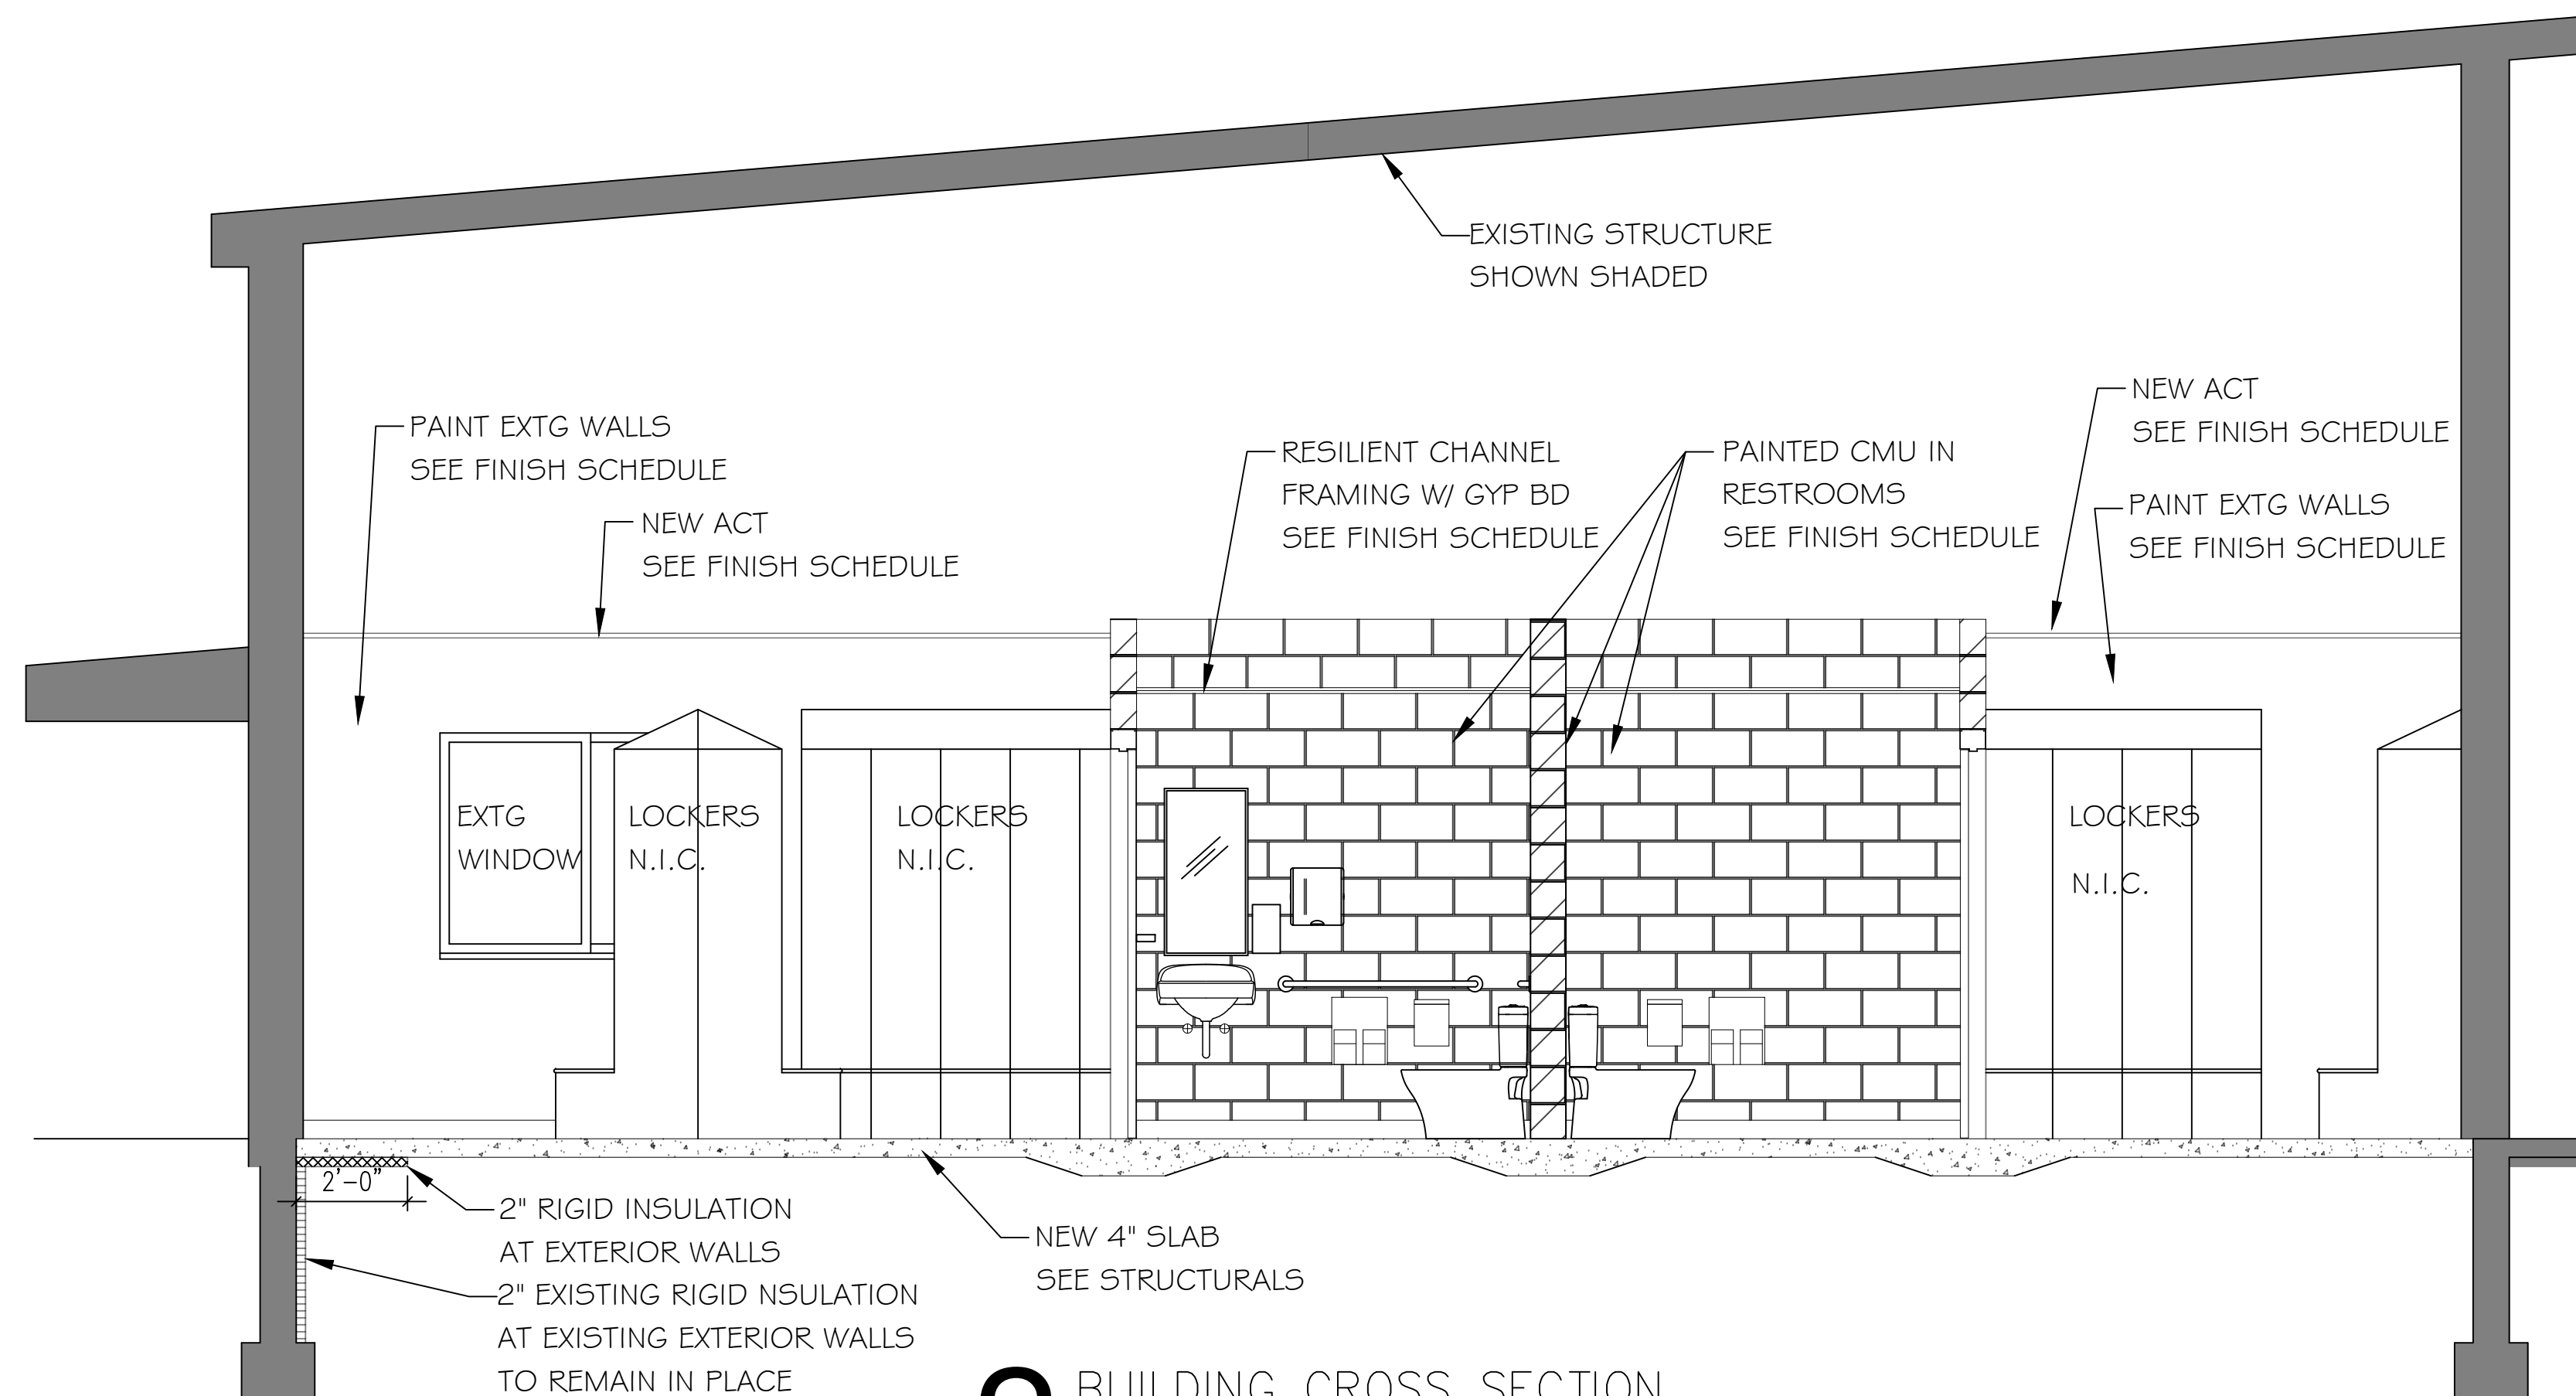 EXISTING STRUCTURE
SHOWN SHADED
PAINT EXTG WALLS
SEE FINISH SCHEDULE
NEW ACT
SEE FINISH SCHEDULE
RESILIENT CHANNEL
FRAMING W/ GYP BD
SEE FINISH SCHEDULE
PAINTED CMU IN
RESTROOMS
SEE FINISH SCHEDULE
NEW ACT
SEE FINISH SCHEDULE
PAINT EXTG WALLS
SEE FINISH SCHEDULE
EXTG
WINDOW
LOCKERS
N.I.C.
LOCKERS
N.I.C.
LOCKERS
N.I.C.
2'-0"
2" RIGID INSULATION
AT EXTERIOR WALLS
2" EXISTING RIGID NSULATION
AT EXISTING EXTERIOR WALLS
TO REMAIN IN PLACE
NEW 4" SLAB
SEE STRUCTURALS
BUILDING CROSS SECTION